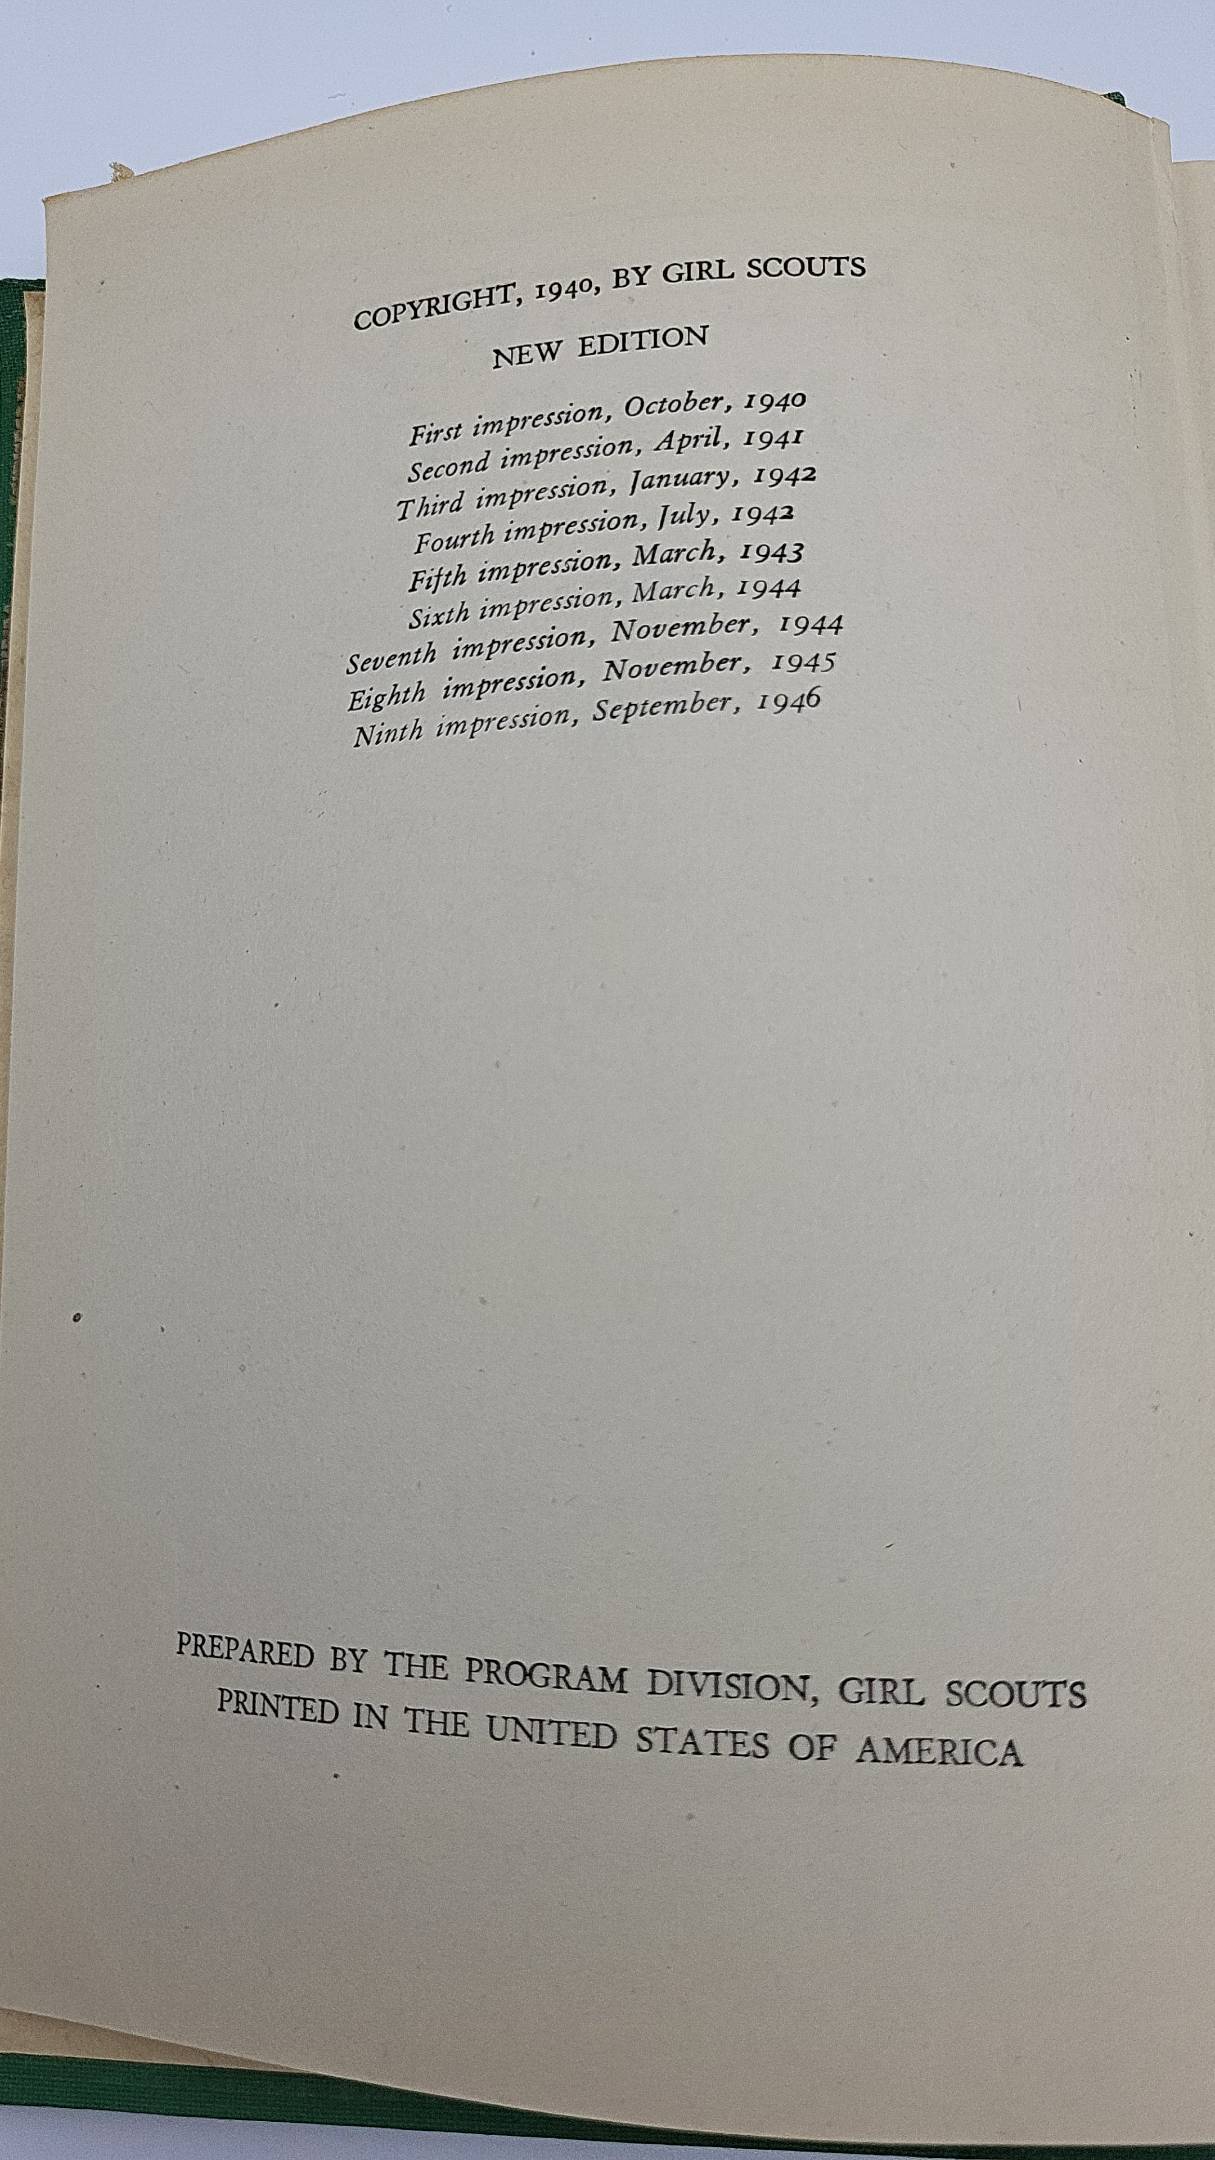 COPYRIGHT, 1940, BY GIRL SCOUTS
NEW EDITION
First impression, October, 1940
Second impression, April, 1941
Third impression, January, 1942
Fourth impression, July, 1942
Fifth impression, March, 1943
Sixth impression, March, 1944
Seventh impression, November, 1944
Eighth impression, November, 1945
Ninth impression, September, 1946
PREPARED BY THE PROGRAM DIVISION, GIRL SCOUTS
PRINTED IN THE UNITED STATES OF AMERICA